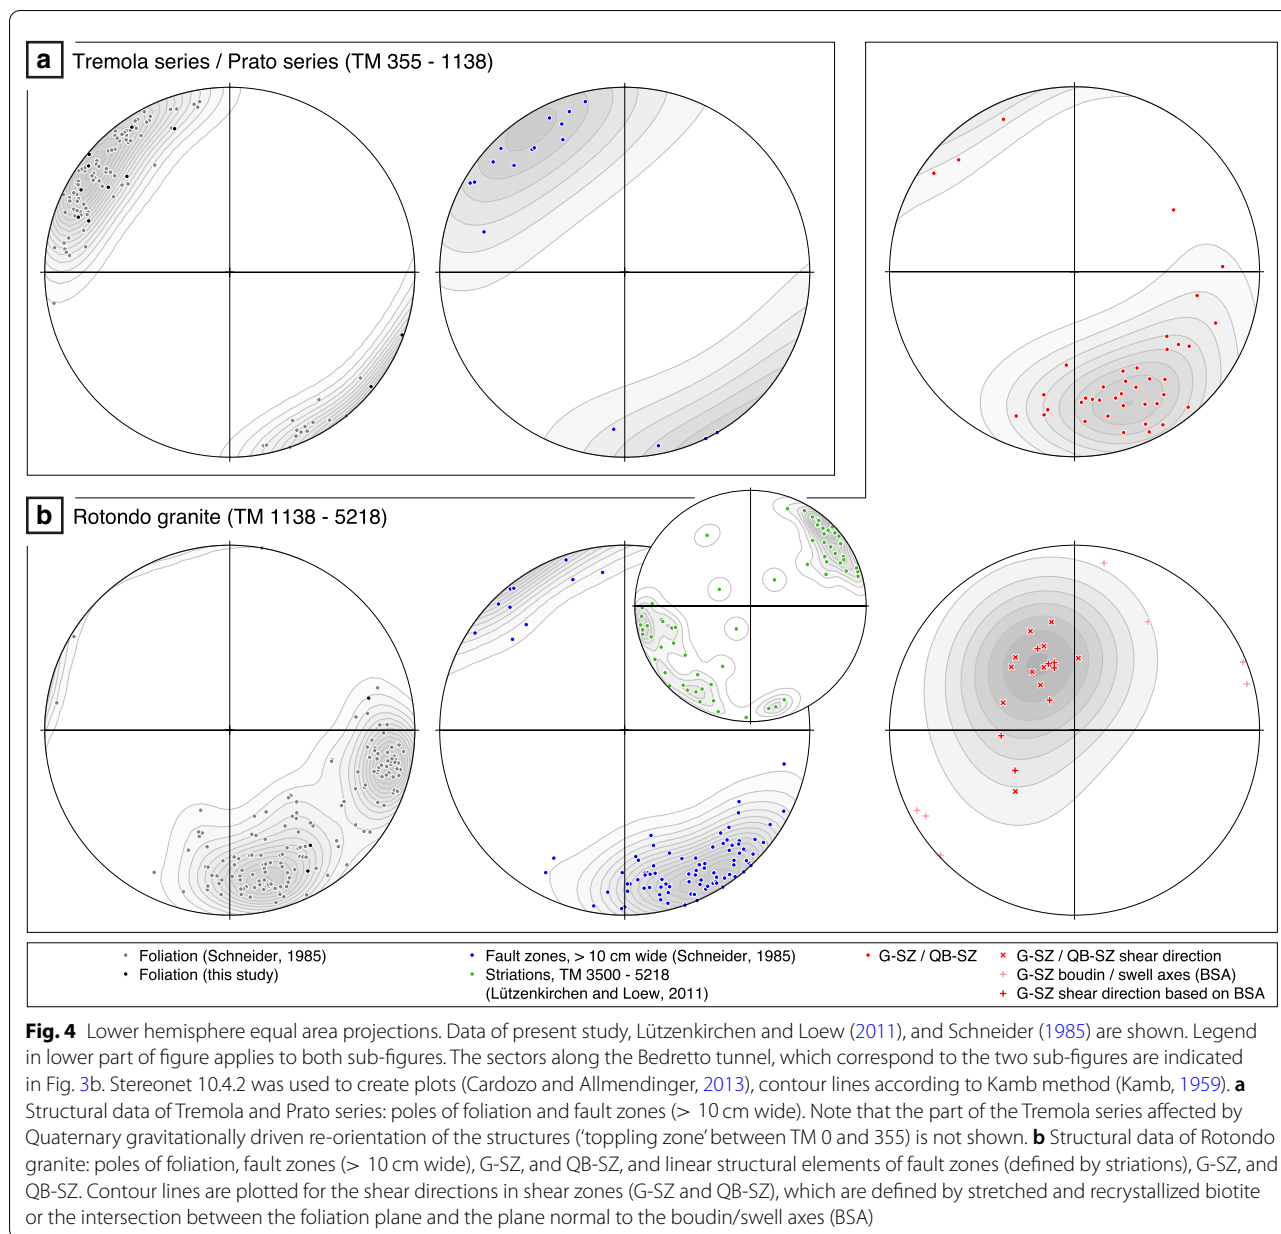 a Tremola series / Prato series (TM 355 - 1138)
b Rotondo granite (TM 1138 - 5218)
Foliation (Schneider, 1985)
Foliation (this study)
Fault zones, > 10 cm wide (Schneider, 1985)
Striations, TM 3500 - 5218
(Lützenkirchen and Loew, 2011)
G-SZ / QB-SZ
G-SZ / QB-SZ shear direction
G-SZ boudin / swell axes (BSA)
G-SZ shear direction based on BSA
Fig. 4 Lower hemisphere equal area projections. Data of present study, Lützenkirchen and Loew (2011), and Schneider (1985) are shown. Legend
in lower part of figure applies to both sub-figures. The sectors along the Bedretto tunnel, which correspond to the two sub-figures are indicated
in Fig. 3b. Stereonet 10.4.2 was used to create plots (Cardozo and Allmendinger, 2013), contour lines according to Kamb method (Kamb, 1959). a
Structural data of Tremola and Prato series: poles of foliation and fault zones (> 10 cm wide). Note that the part of the Tremola series affected by
Quaternary gravitationally driven re-orientation of the structures (‘toppling zone’ between TM 0 and 355) is not shown. b Structural data of Rotondo
granite: poles of foliation, fault zones (> 10 cm wide), G-SZ, and QB-SZ, and linear structural elements of fault zones (defined by striations), G-SZ, and
QB-SZ. Contour lines are plotted for the shear directions in shear zones (G-SZ and QB-SZ), which are defined by stretched and recrystallized biotite
or the intersection between the foliation plane and the plane normal to the boudin/swell axes (BSA)